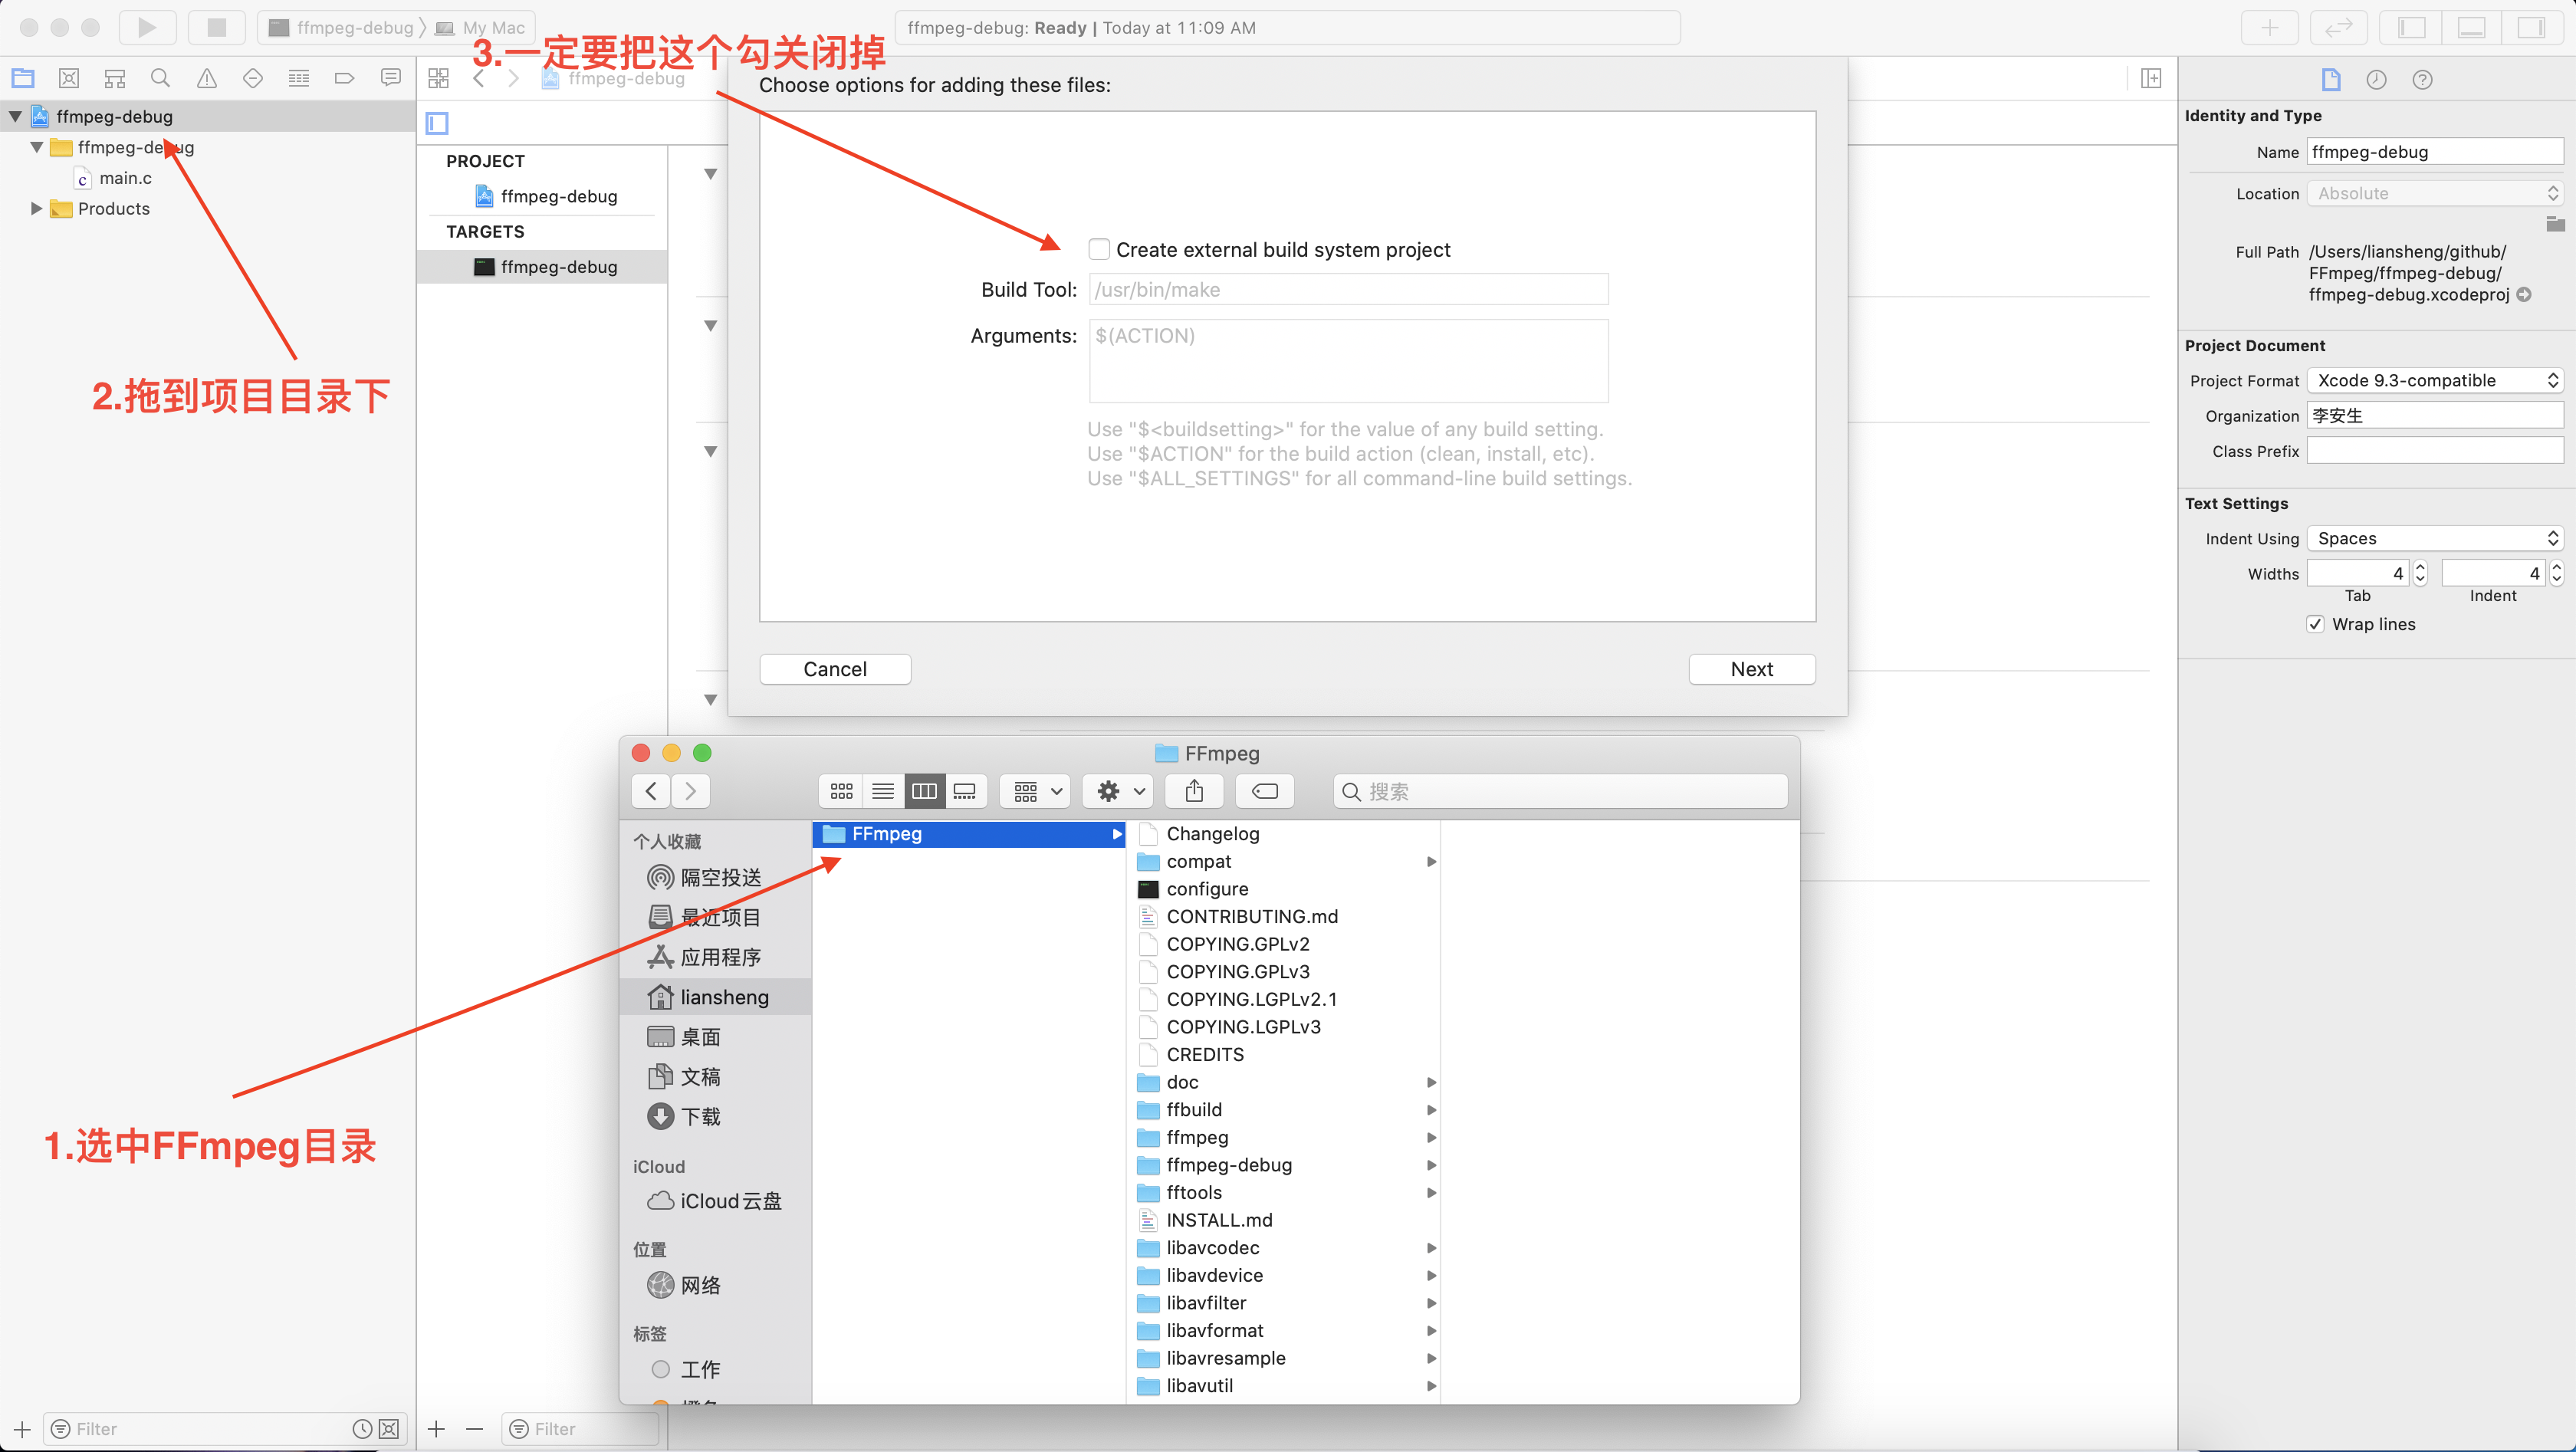 ffmpeg-debug
My Mac
ffmpeg-debug: Ready | Today at 11:09 AM
3.一定要把这个勾关闭掉
ffmpeg-debug
ffmpeg-debug
ffmpeg-debug
main.c
Products
2.拖到项目目录下
1.选中FFmpeg目录
Filter
PROJECT
ffmpeg-debug
TARGETS
ffmpeg-debug
Filter
Choose options for adding these files:
Create external build system project
Build Tool: /usr/bin/make
Arguments: $(ACTION)
Use "$<buildsetting>" for the value of any build setting.
Use "$ACTION" for the build action (clean, install, etc).
Use "$ALL_SETTINGS" for all command-line build settings.
Cancel
Next
FFmpeg
搜索
个人收藏
隔空投送
最近项目
应用程序
liansheng
桌面
文稿
下载
iCloud
iCloud 云盘
位置
网络
标签
工作
FFmpeg
Changelog
compat
configure
CONTRIBUTING.md
COPYING.GPLv2
COPYING.GPLv3
COPYING.LGPLv2.1
COPYING.LGPLv3
CREDITS
doc
ffbuild
ffmpeg
ffmpeg-debug
fftools
INSTALL.md
libavcodec
libavdevice
libavfilter
libavformat
libavresample
libavutil
Identity and Type
Name ffmpeg-debug
Location Absolute
Full Path /Users/liansheng/github/
FFmpeg/ffmpeg-debug/
ffmpeg-debug.xcodeproj
Project Document
Project Format Xcode 9.3-compatible
Organization 李安生
Class Prefix
Text Settings
Indent Using Spaces
Widths 4 4
Tab Indent
Wrap lines